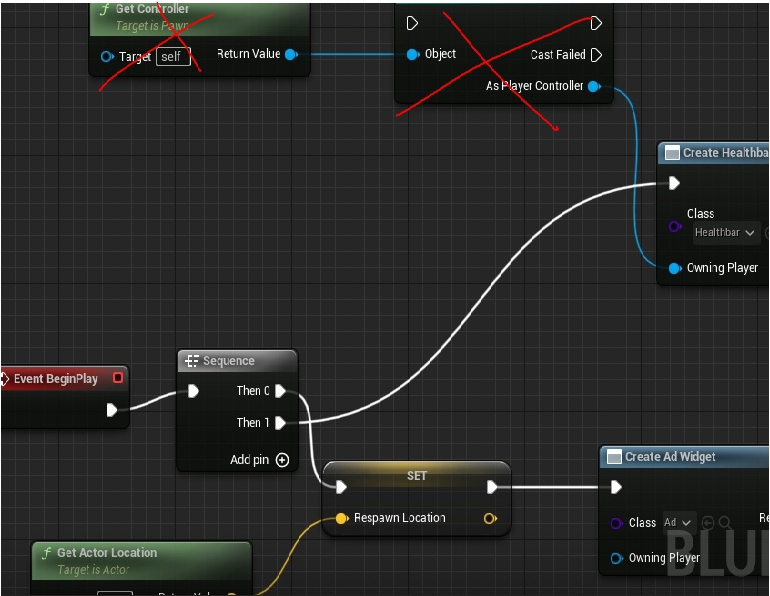 Get Controller
Target is Pawn
Target self Return Value
Object
Cast Failed
As Player Controller
Create Healthba
Class
Healthbar
Owning Player
Event BeginPlay
Sequence
Then 0
Then 1
Add pin
SET
Respawn Location
Create Ad Widget
Class Ad
Re
Owning Player
BLUE
Get Actor Location
Target is Actor
Return Value